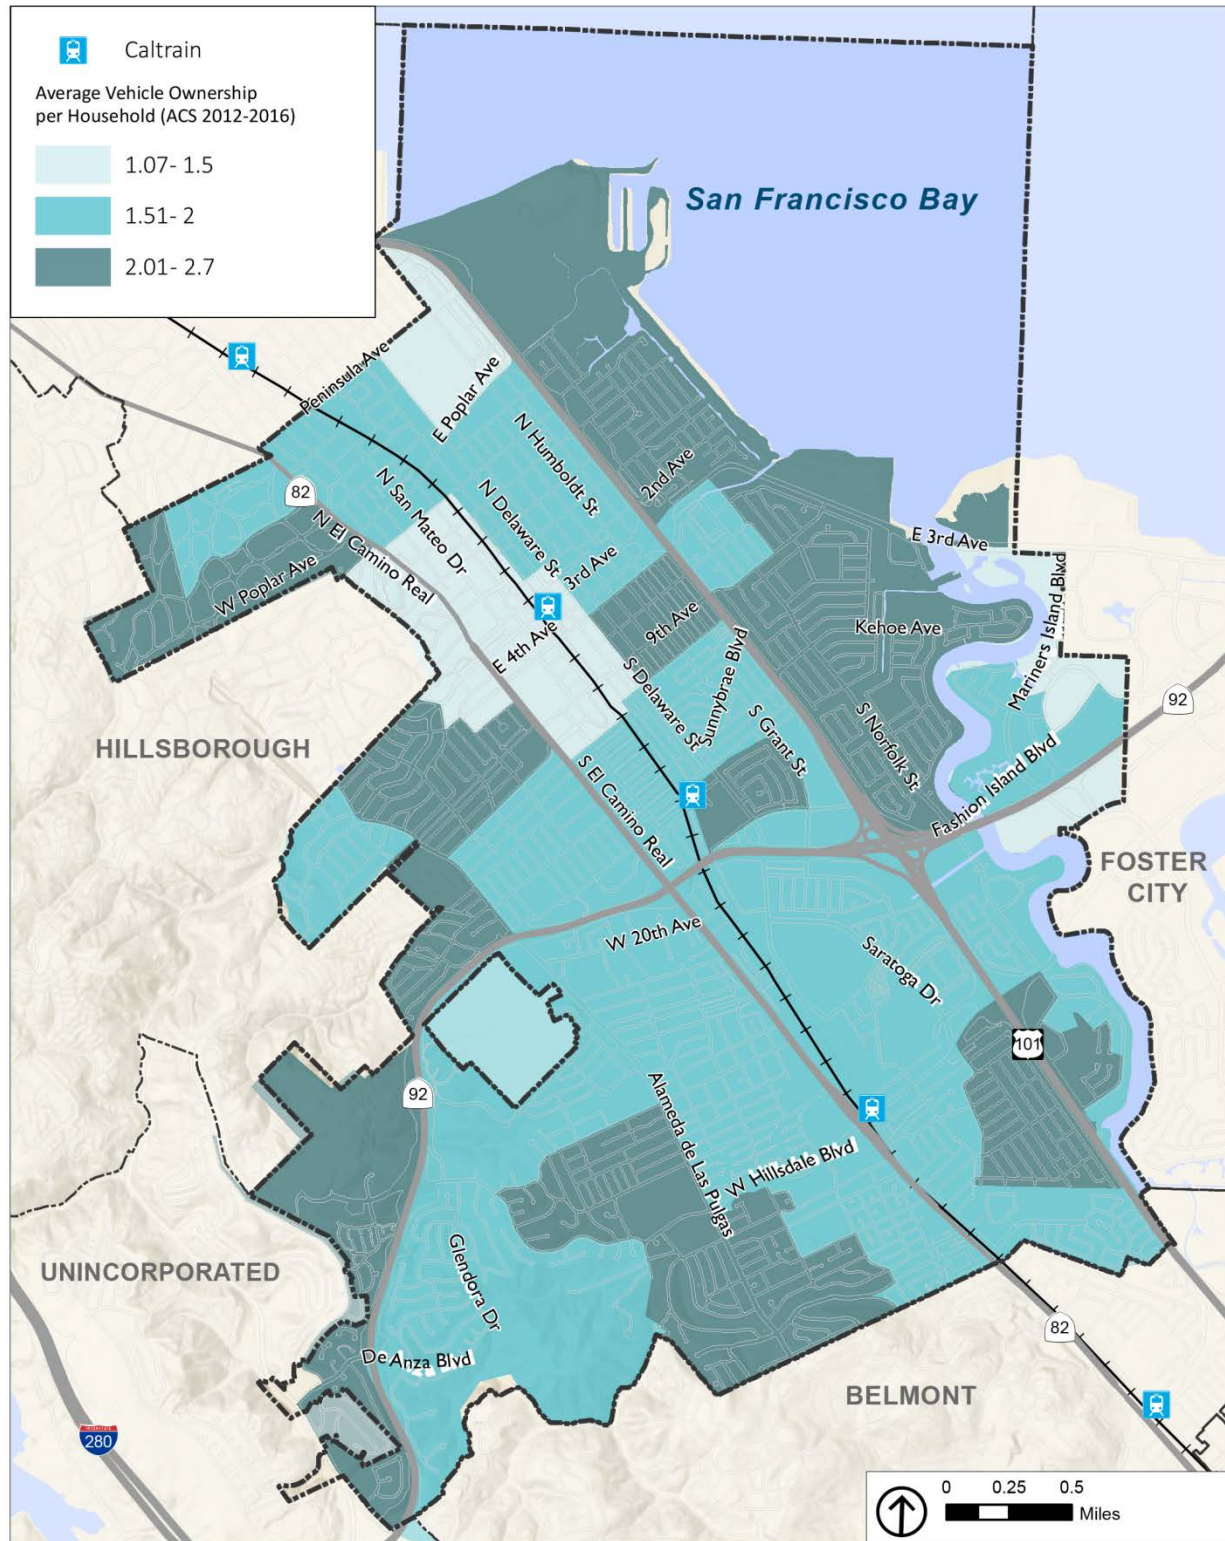 Caltrain
Average Vehicle Ownership
per Household (ACS 2012-2016)
1.07- 1.5
1.51- 2
2.01- 2.7
San Francisco Bay
Peninsula Ave
E Poplar Ave
N Humboldt St
2nd Ave
82
N San Mateo Dr
N Delaware St
N El Camino Real
W Poplar Ave
3rd Ave
E 3rd Ave
Mariners Island Blvd
9th Ave
Kehoe Ave
E 4th Ave
S Delaware St
Sunnybrae Blvd
S Grant St
S Norfolk St
92
HILLSBOROUGH
Fashion Island Blvd
S El Camino Real
FOSTER
CITY
W 20th Ave
Saratoga Dr
101
92
Alameda de Las Pulgas
W Hillsdale Blvd
UNINCORPORATED
Glendora Dr
82
De Anza Blvd
BELMONT
INTERSTATE
280
0 0.25 0.5
Miles